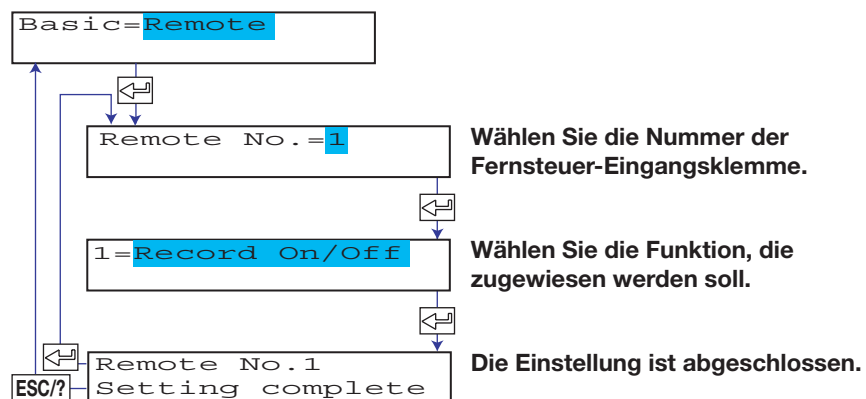 Basic=Remote
Remote No.=1
Wählen Sie die Nummer der
Fernsteuer-Eingangsklemme.
1=Record On/Off
Wählen Sie die Funktion, die
zugewiesen werden soll.
Remote No.1
Setting complete
Die Einstellung ist abgeschlossen.
ESC/?